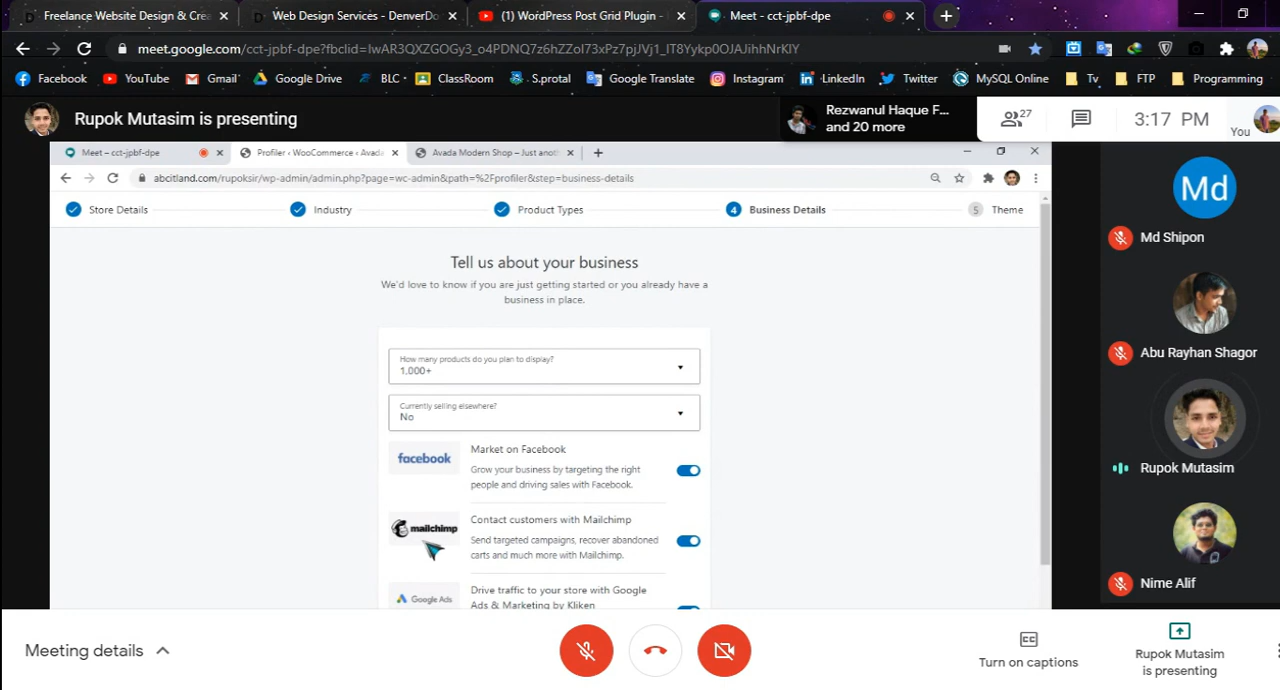 Freelance Website Design & Crea
Web Design Services - DenverDo
(1) WordPress Post Grid Plugin -
Meet - cct-jpbf-dpe
meet.google.com/cct-jpbf-dpe?fbclid=IwAR3QXZGOGy3_o4PDNQ7z6hZZoI73xPz7pjJVj1_lT8Yykp0OJAJihhNrKlY
Facebook
YouTube
Gmail
Google Drive
BLC -
ClassRoom
S.protal
Google Translate
Instagram
LinkedIn
Twitter
MySQL Online
Tv
FTP
Programming
Rupok Mutasim is presenting
Rezwanul Haque F...
and 20 more
27
3:17 PM
You
Meet – cct-jpbf-dpe
Profiler ‹ WooCommerce ‹ Avada
Avada Modern Shop – Just anoth
abcitland.com/rupoksir/wp-admin/admin.php?page=wc-admin&path=%2Fprofiler&step=business-details
Store Details
Industry
Product Types
4 Business Details
5 Theme
Tell us about your business
We'd love to know if you are just getting started or you already have a
business in place.
How many products do you plan to display?
1,000+
Currently selling elsewhere?
No
facebook
Market on Facebook
Grow your business by targeting the right
people and driving sales with Facebook.
mailchimp
Contact customers with Mailchimp
Send targeted campaigns, recover abandoned
carts and much more with Mailchimp.
Google Ads
Drive traffic to your store with Google
Ads & Marketing by Kliken
Md
Md Shipon
Abu Rayhan Shagor
Rupok Mutasim
Nime Alif
Meeting details
Turn on captions
Rupok Mutasim
is presenting